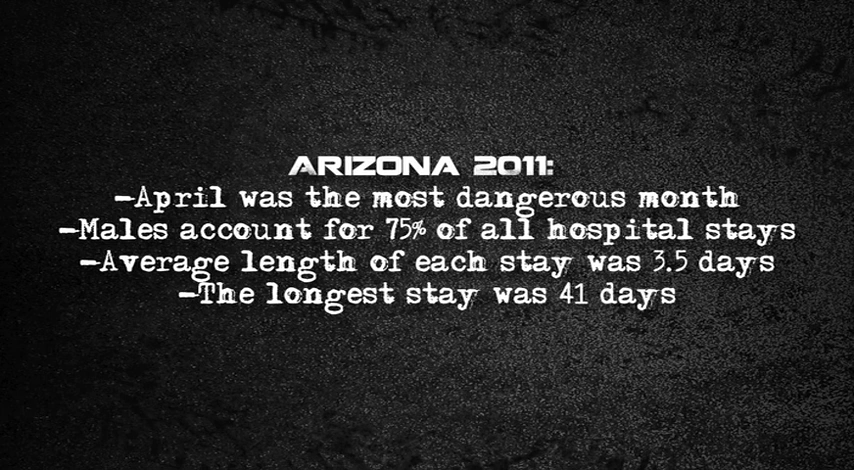 ARIZONA 2011:
-April was the most dangerous month
-Males account for 75% of all hospital stays
-Average length of each stay was 3.5 days
-The longest stay was 41 days